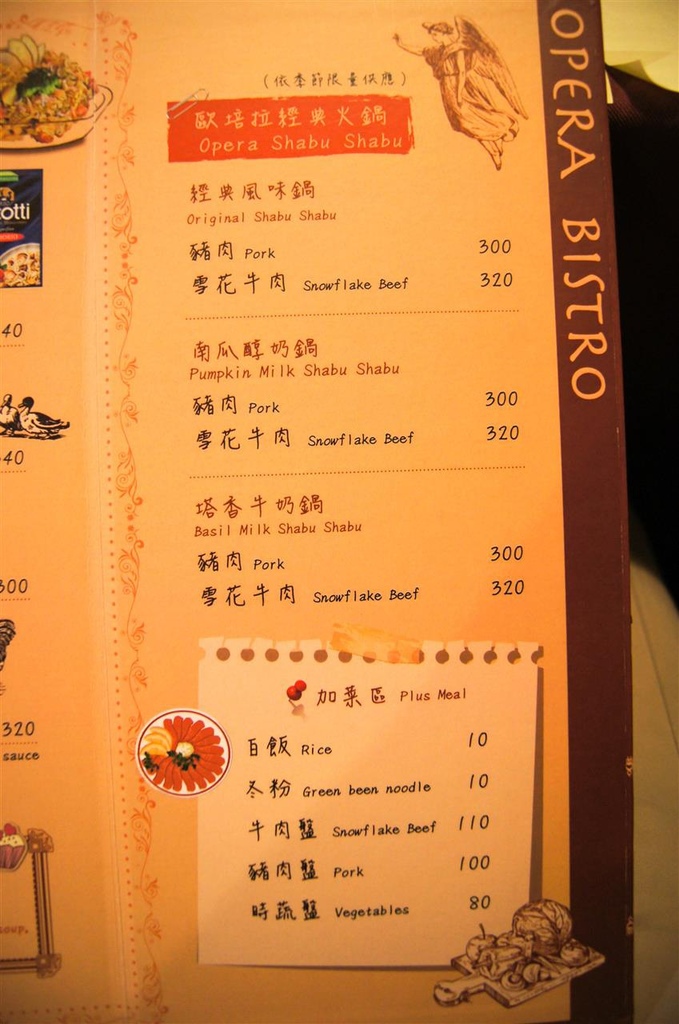 (依季節限量供應)
歐培拉經典火鍋
Opera Shabu Shabu
經典風味鍋
Original Shabu Shabu
豬肉 Pork 300
雪花牛肉 Snowflake Beef 320
南瓜醇奶鍋
Pumpkin Milk Shabu Shabu
豬肉 Pork 300
雪花牛肉 Snowflake Beef 320
塔香牛奶鍋
Basil Milk Shabu Shabu
豬肉 Pork 300
雪花牛肉 Snowflake Beef 320
加菜區 Plus Meal
白飯 Rice 10
冬粉 Green been noodle 10
牛肉盤 Snowflake Beef 110
豬肉盤 Pork 100
時蔬盤 Vegetables 80
OPERA BISTRO
otti
40
40
300
320
sauce
soup.